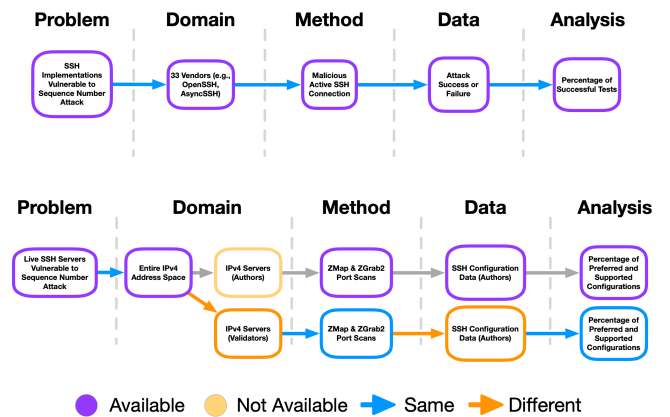 Problem
Domain
Method
Data
Analysis
SSH
Implementations
Vulnerable to
Sequence Number
Attack
33 Vendors (e.g.,
OpenSSH,
AsyncSSH)
Malicious
Active SSH
Connection
Attack
Success or
Failure
Percentage of
Successful Tests
Problem
Domain
Method
Data
Analysis
Live SSH Servers
Vulnerable to
Sequence Number
Attack
Entire IPv4
Address Space
IPv4 Servers
(Authors)
ZMap & ZGrab2
Port Scans
SSH Configuration
Data (Authors)
Percentage of
Preferred and
Supported
Configurations
IPv4 Servers
(Validators)
ZMap & ZGrab2
Port Scans
SSH Configuration
Data (Authors)
Percentage of
Preferred and
Supported
Configurations
Available
Not Available
Same
Different